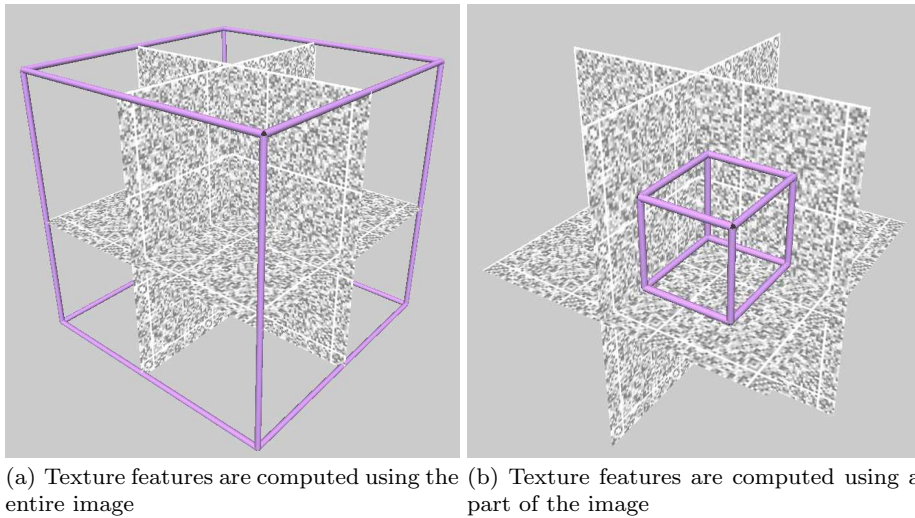 (a) Texture features are computed using the
entire image
(b) Texture features are computed using a
part of the image